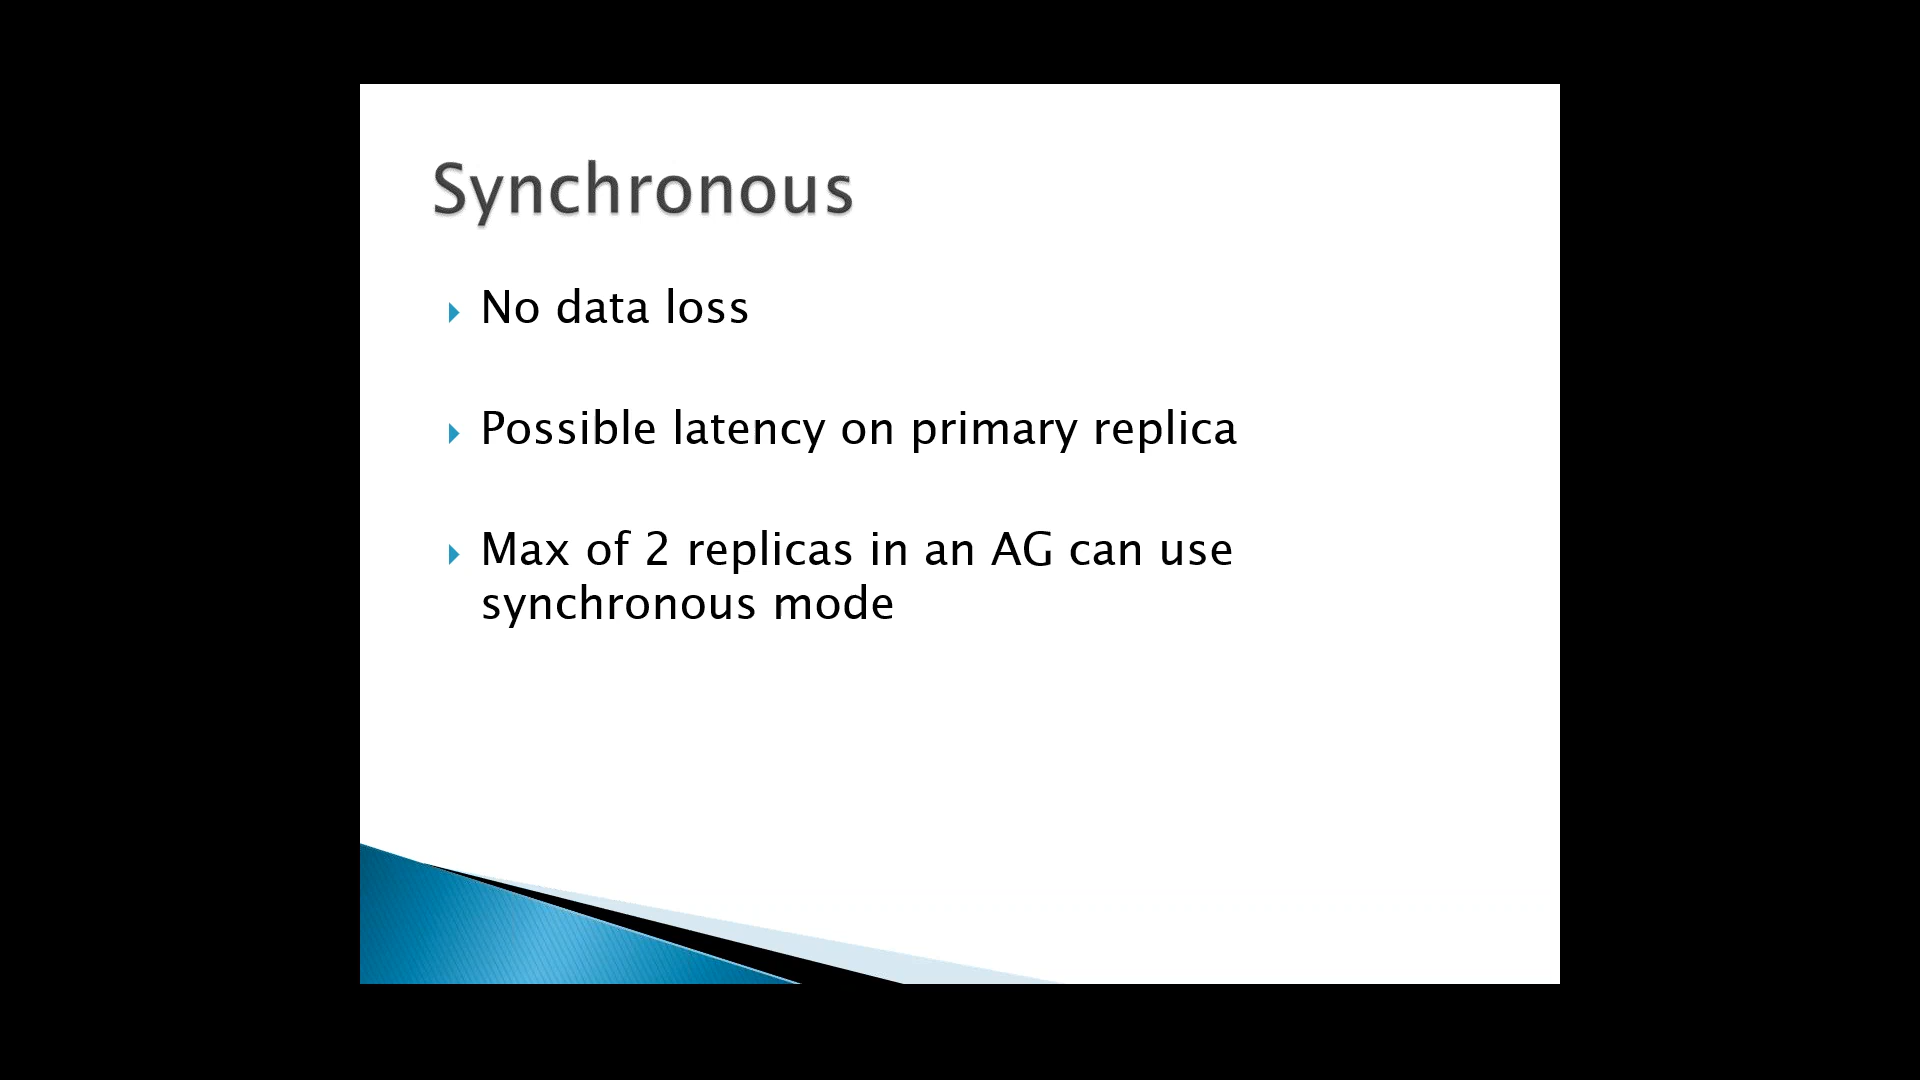 Synchronous
No data loss
Possible latency on primary replica
Max of 2 replicas in an AG can use
synchronous mode